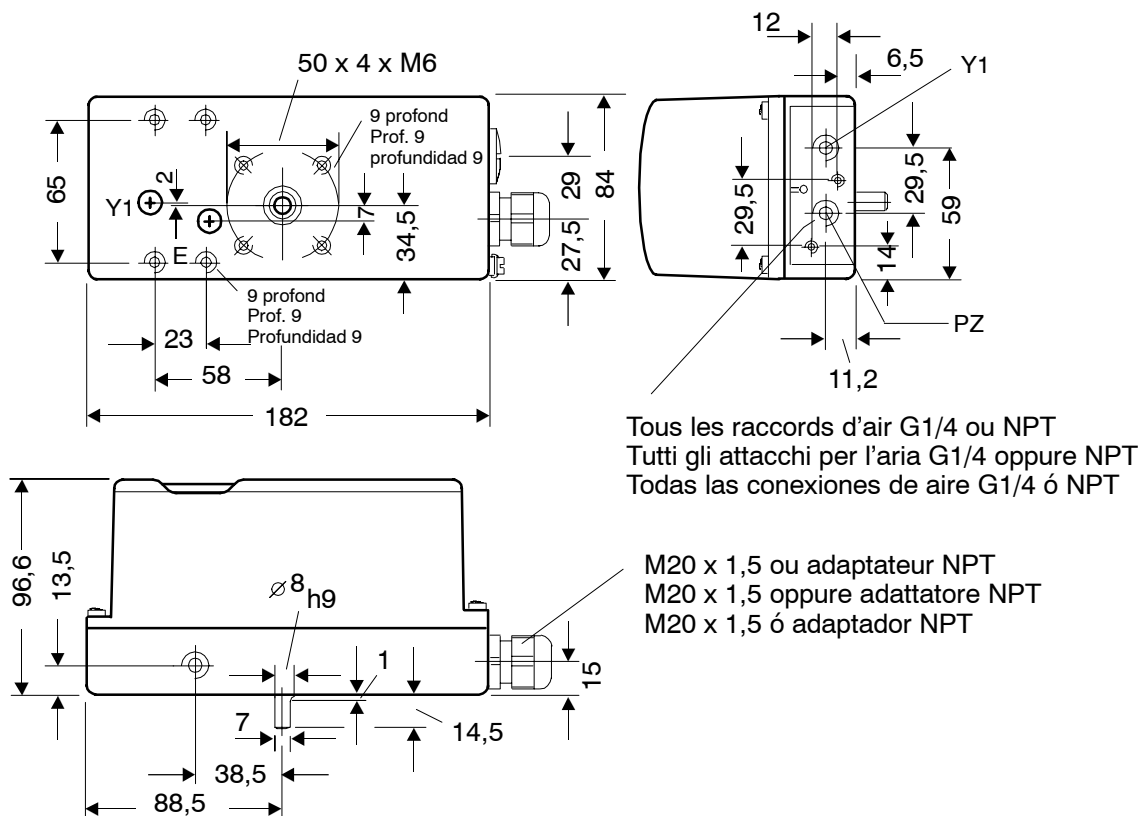 50 x 4 x M6
9 profond
Prof. 9
profundidad 9
65
2
Y1
E
7
34,5
29
84
27,5
9 profond
Prof. 9
Profundidad 9
23
58
182
12
6,5
Y1
29,5
29,5
59
14
PZ
11,2
Tous les raccords d'air G1/4 ou NPT
Tutti gli attacchi per l'aria G1/4 oppure NPT
Todas las conexiones de aire G1/4 ó NPT
96,6
13,5
⌀ 8 h9
1
15
14,5
7
38,5
88,5
M20 x 1,5 ou adaptateur NPT
M20 x 1,5 oppure adattatore NPT
M20 x 1,5 ó adaptador NPT